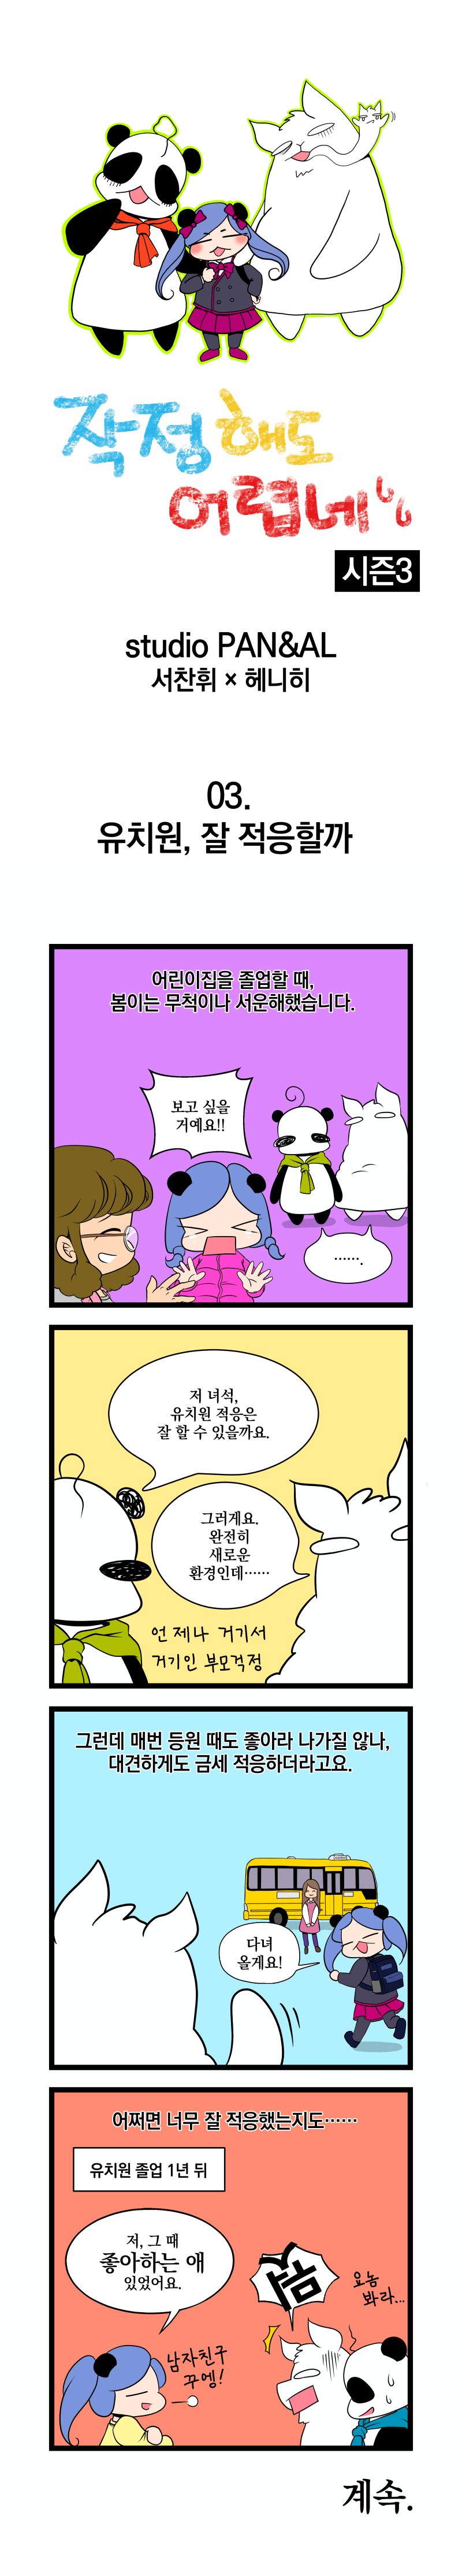 작정 해도
어렵네
시즌3
studio PAN&AL
서찬휘 × 헤니히
03.
유치원, 잘 적응할까
어린이집을 졸업할 때,
봄이는 무척이나 서운해했습니다.
보고 싶을
거예요!!
…….
저 녀석,
유치원 적응은
잘 할 수 있을까요.
그러게요.
완전히
새로운
환경인데……
언제나 거기서
거기인 부모걱정
그런데 매번 등원 때도 좋아라 나가질 않나,
대견하게도 금세 적응하더라고요.
다녀
올게요!
어쩌면 너무 잘 적응했는지도……
유치원 졸업 1년 뒤
저, 그 때
좋아하는 애
있었어요.
남자친구
꾸엥!
요놈
봐라...
계속.